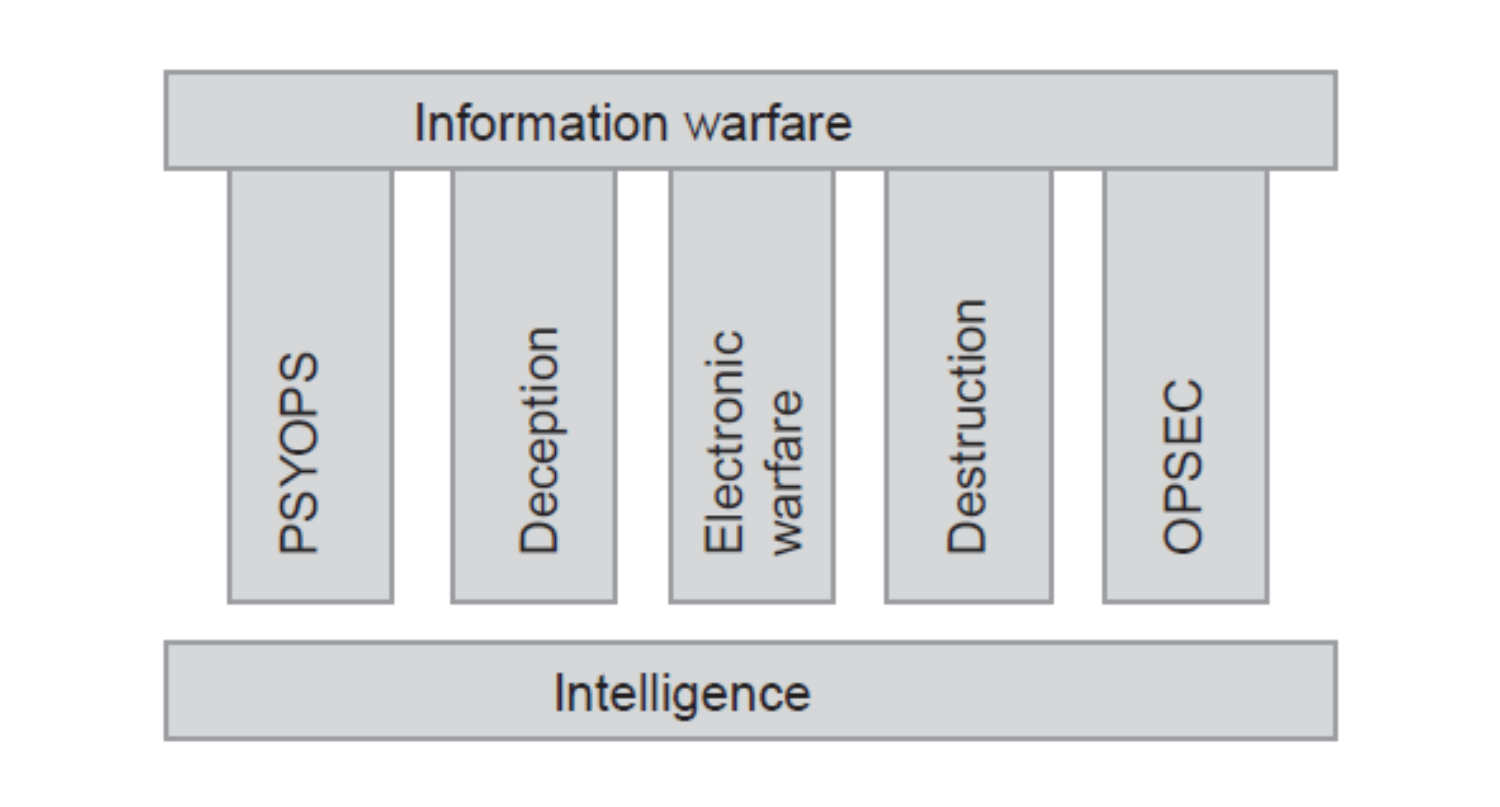 Information warfare
PSYOPS
Deception
Electronic
warfare
Destruction
OPSEC
Intelligence